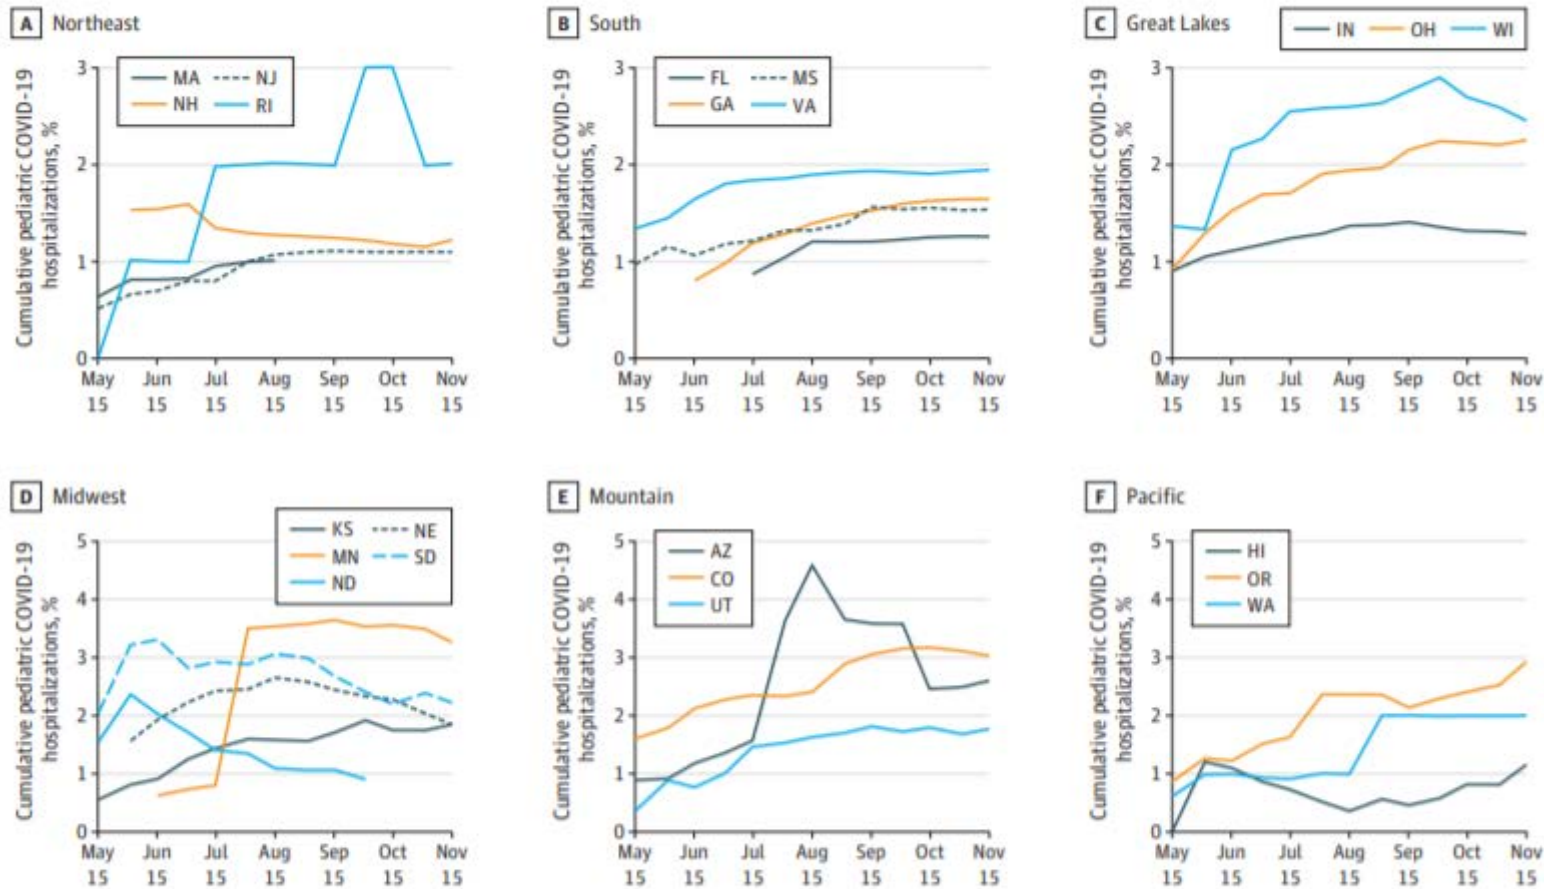 A Northeast
Cumulative pediatric COVID-19
hospitalizations, %
MA NJ
NH RI
3
2
1
0
May Jun Jul Aug Sep Oct Nov
15 15 15 15 15 15 15
B South
Cumulative pediatric COVID-19
hospitalizations, %
FL MS
GA VA
3
2
1
0
May Jun Jul Aug Sep Oct Nov
15 15 15 15 15 15 15
C Great Lakes
IN OH WI
Cumulative pediatric COVID-19
hospitalizations, %
3
2
1
0
May Jun Jul Aug Sep Oct Nov
15 15 15 15 15 15 15
D Midwest
Cumulative pediatric COVID-19
hospitalizations, %
KS NE
MN SD
ND
5
4
3
2
1
0
May Jun Jul Aug Sep Oct Nov
15 15 15 15 15 15 15
E Mountain
Cumulative pediatric COVID-19
hospitalizations, %
AZ
CO
UT
5
4
3
2
1
0
May Jun Jul Aug Sep Oct Nov
15 15 15 15 15 15 15
F Pacific
Cumulative pediatric COVID-19
hospitalizations, %
HI
OR
WA
5
4
3
2
1
0
May Jun Jul Aug Sep Oct Nov
15 15 15 15 15 15 15